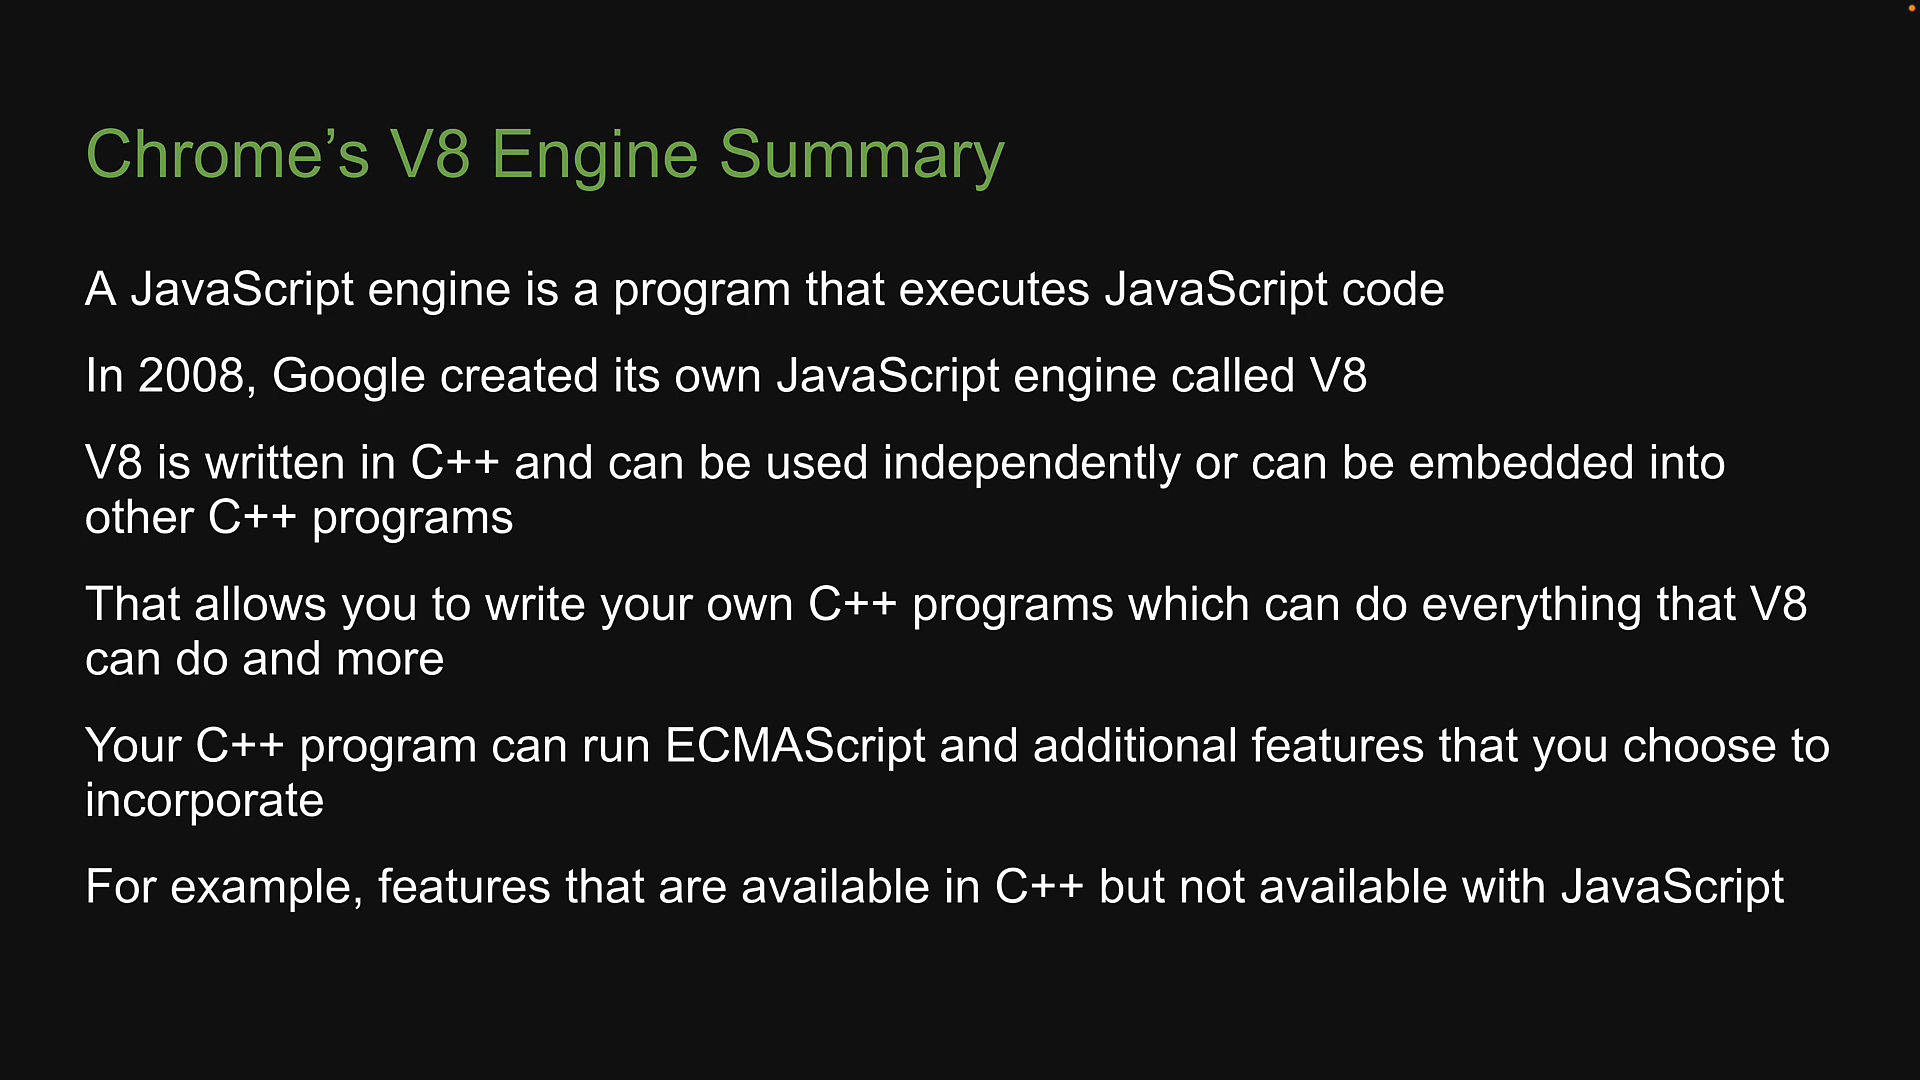 Chrome’s V8 Engine Summary
A JavaScript engine is a program that executes JavaScript code
In 2008, Google created its own JavaScript engine called V8
V8 is written in C++ and can be used independently or can be embedded into
other C++ programs
That allows you to write your own C++ programs which can do everything that V8
can do and more
Your C++ program can run ECMAScript and additional features that you choose to
incorporate
For example, features that are available in C++ but not available with JavaScript